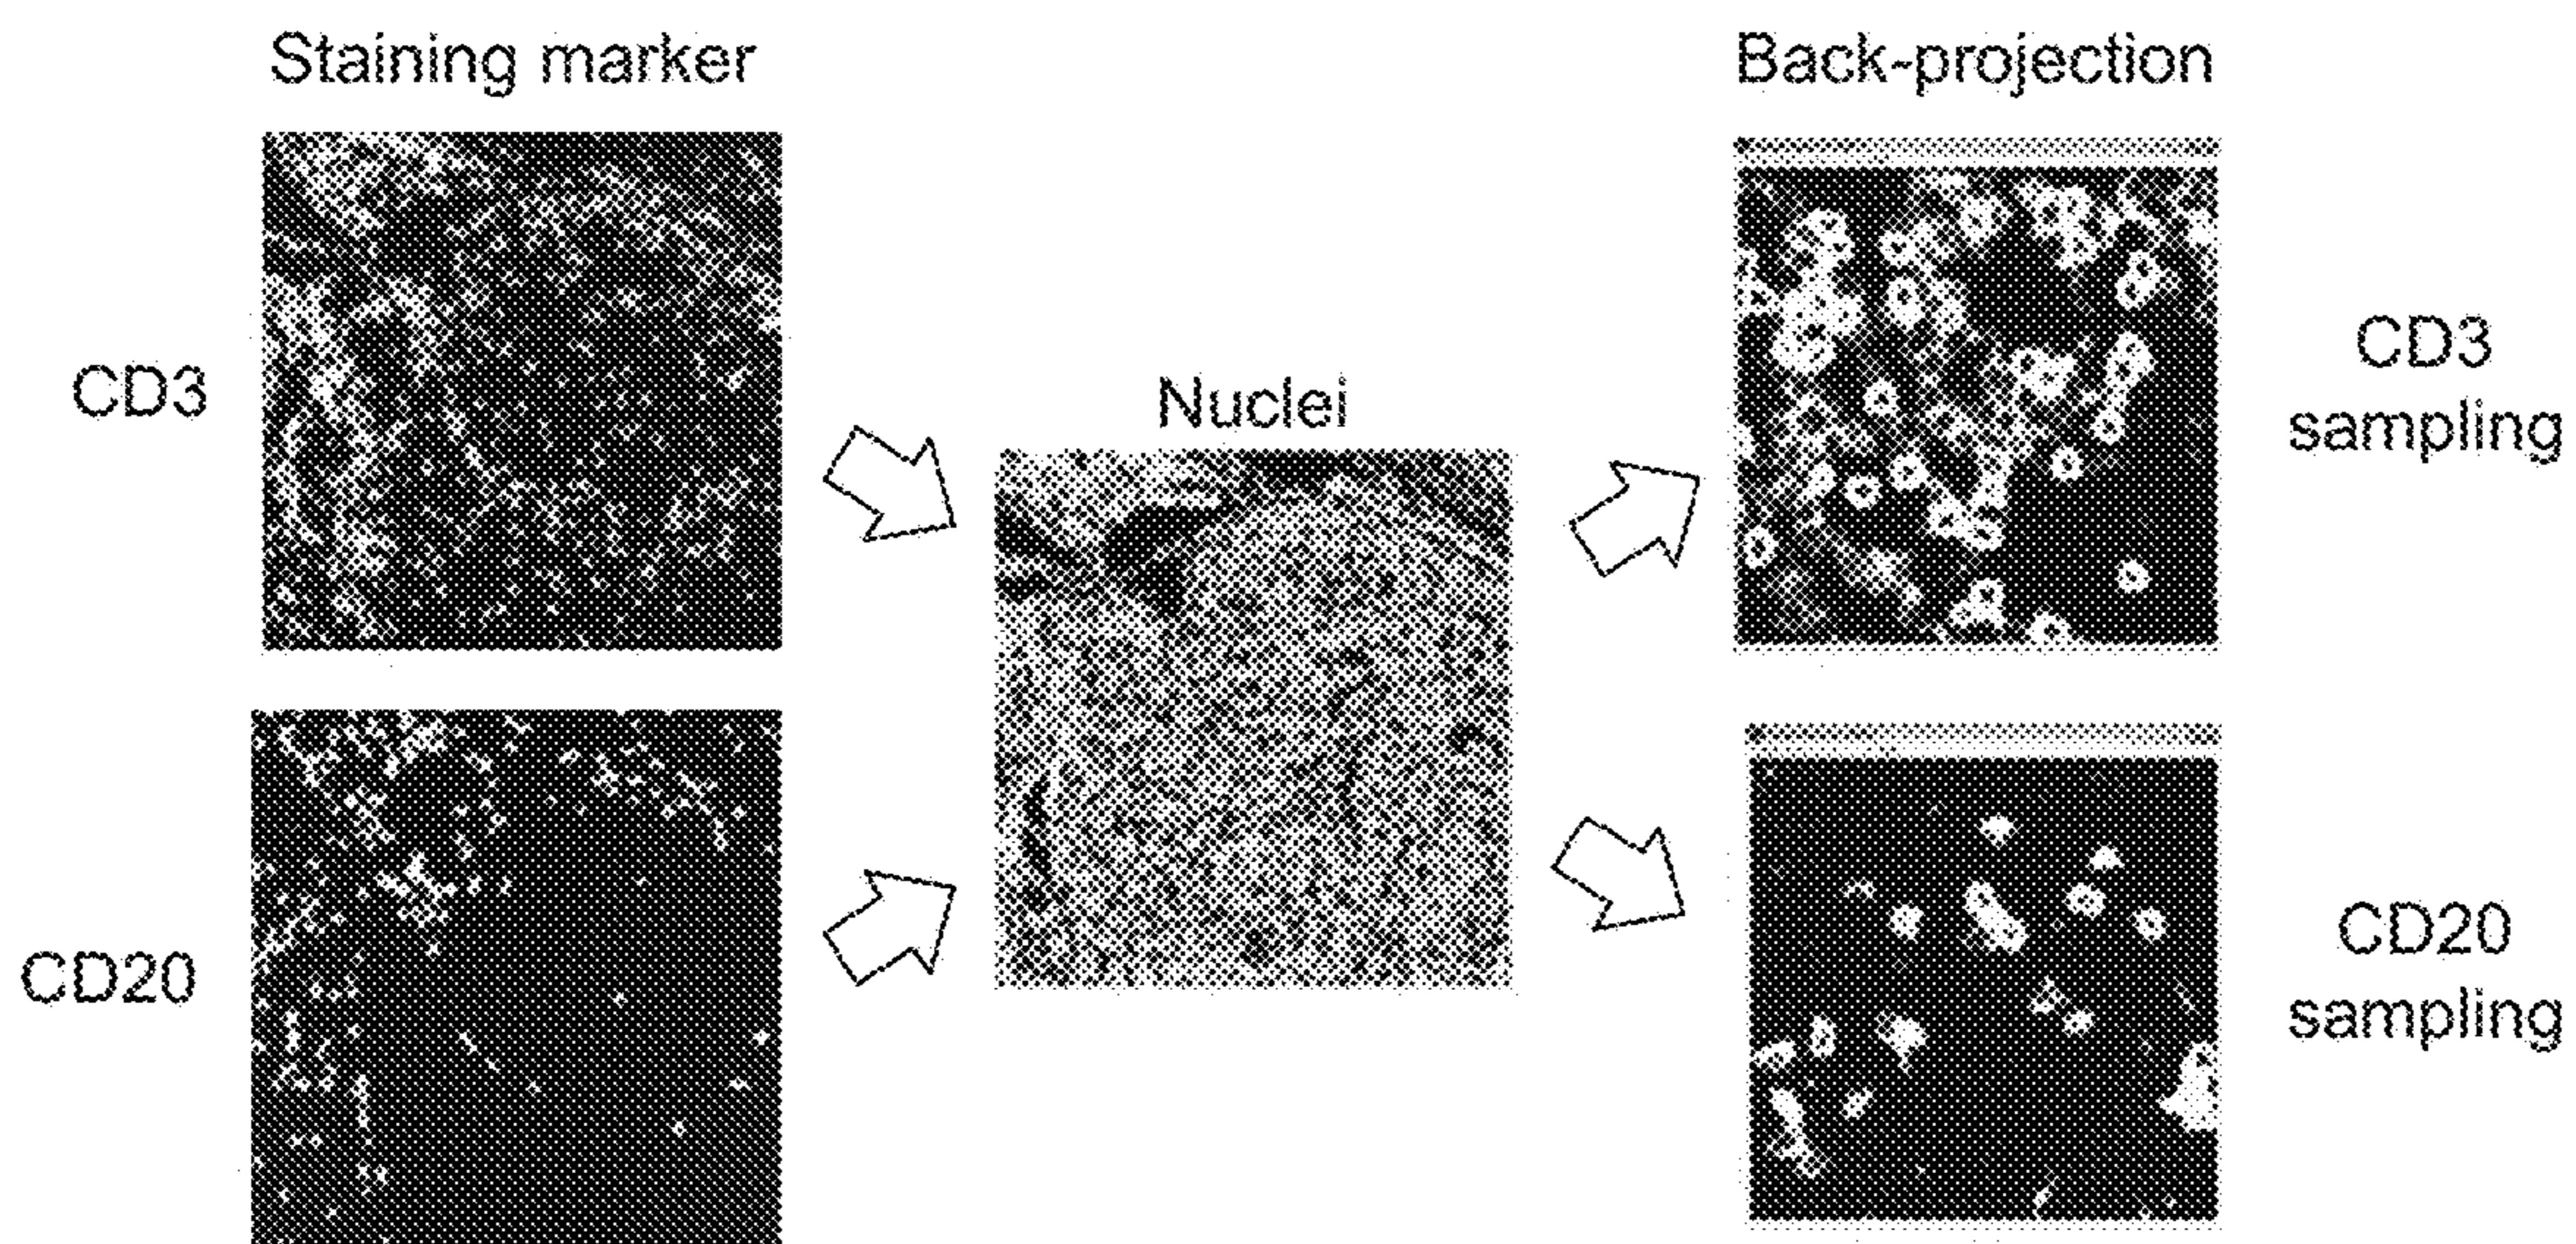 Staining marker
Back-projection
CD3
Nuclei
CD3
sampling
CD20
CD20
sampling